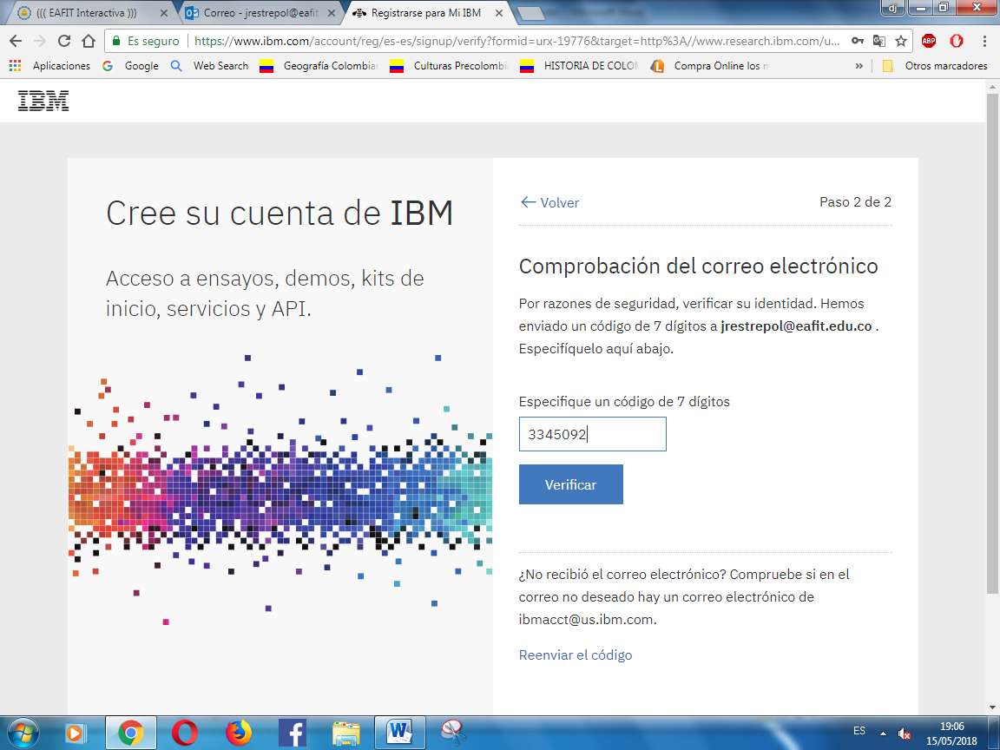 ((( EAFIT Interactiva )))
Correo - jrestrepol@eafit.
Registrarse para Mi IBM
dj
Es seguro
https://www.ibm.com/account/reg/es-es/signup/verify?formid=urx-19776&target=http%3A//www.research.ibm.com/u...
ABP
Aplicaciones
Google
Web Search
Geografía Colombian
Culturas Precolombi
HISTORIA DE COLO
Compra Online los
»
Otros marcadores
IBM
Cree su cuenta de IBM
Acceso a ensayos, demos, kits de
inicio, servicios y API.
← Volver
Paso 2 de 2
Comprobación del correo electrónico
Por razones de seguridad, verificar su identidad. Hemos
enviado un código de 7 dígitos a jrestrepol@eafit.edu.co .
Especifíquelo aquí abajo.
Especifique un código de 7 dígitos
3345092
Verificar
¿No recibió el correo electrónico? Compruebe si en el
correo no deseado hay un correo electrónico de
ibmacct@us.ibm.com.
Reenviar el código
ES
19:06
15/05/2018